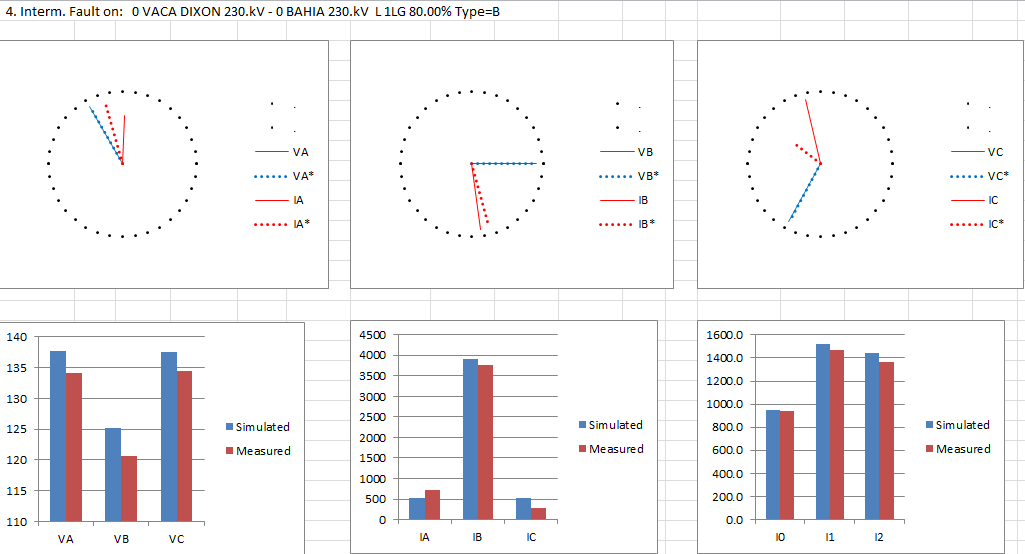 4. Interm. Fault on:   0 VACA DIXON 230.kV - 0 BAHIA 230.kV  L 1LG 80.00% Type=B
VA
VA*
IA
IA*
VB
VB*
IB
IB*
VC
VC*
IC
IC*
140
135
130
125
120
115
110
VA VB VC
Simulated
Measured
4500
4000
3500
3000
2500
2000
1500
1000
500
0
IA IB IC
Simulated
Measured
1600.0
1400.0
1200.0
1000.0
800.0
600.0
400.0
200.0
0.0
I0 I1 I2
Simulated
Measured